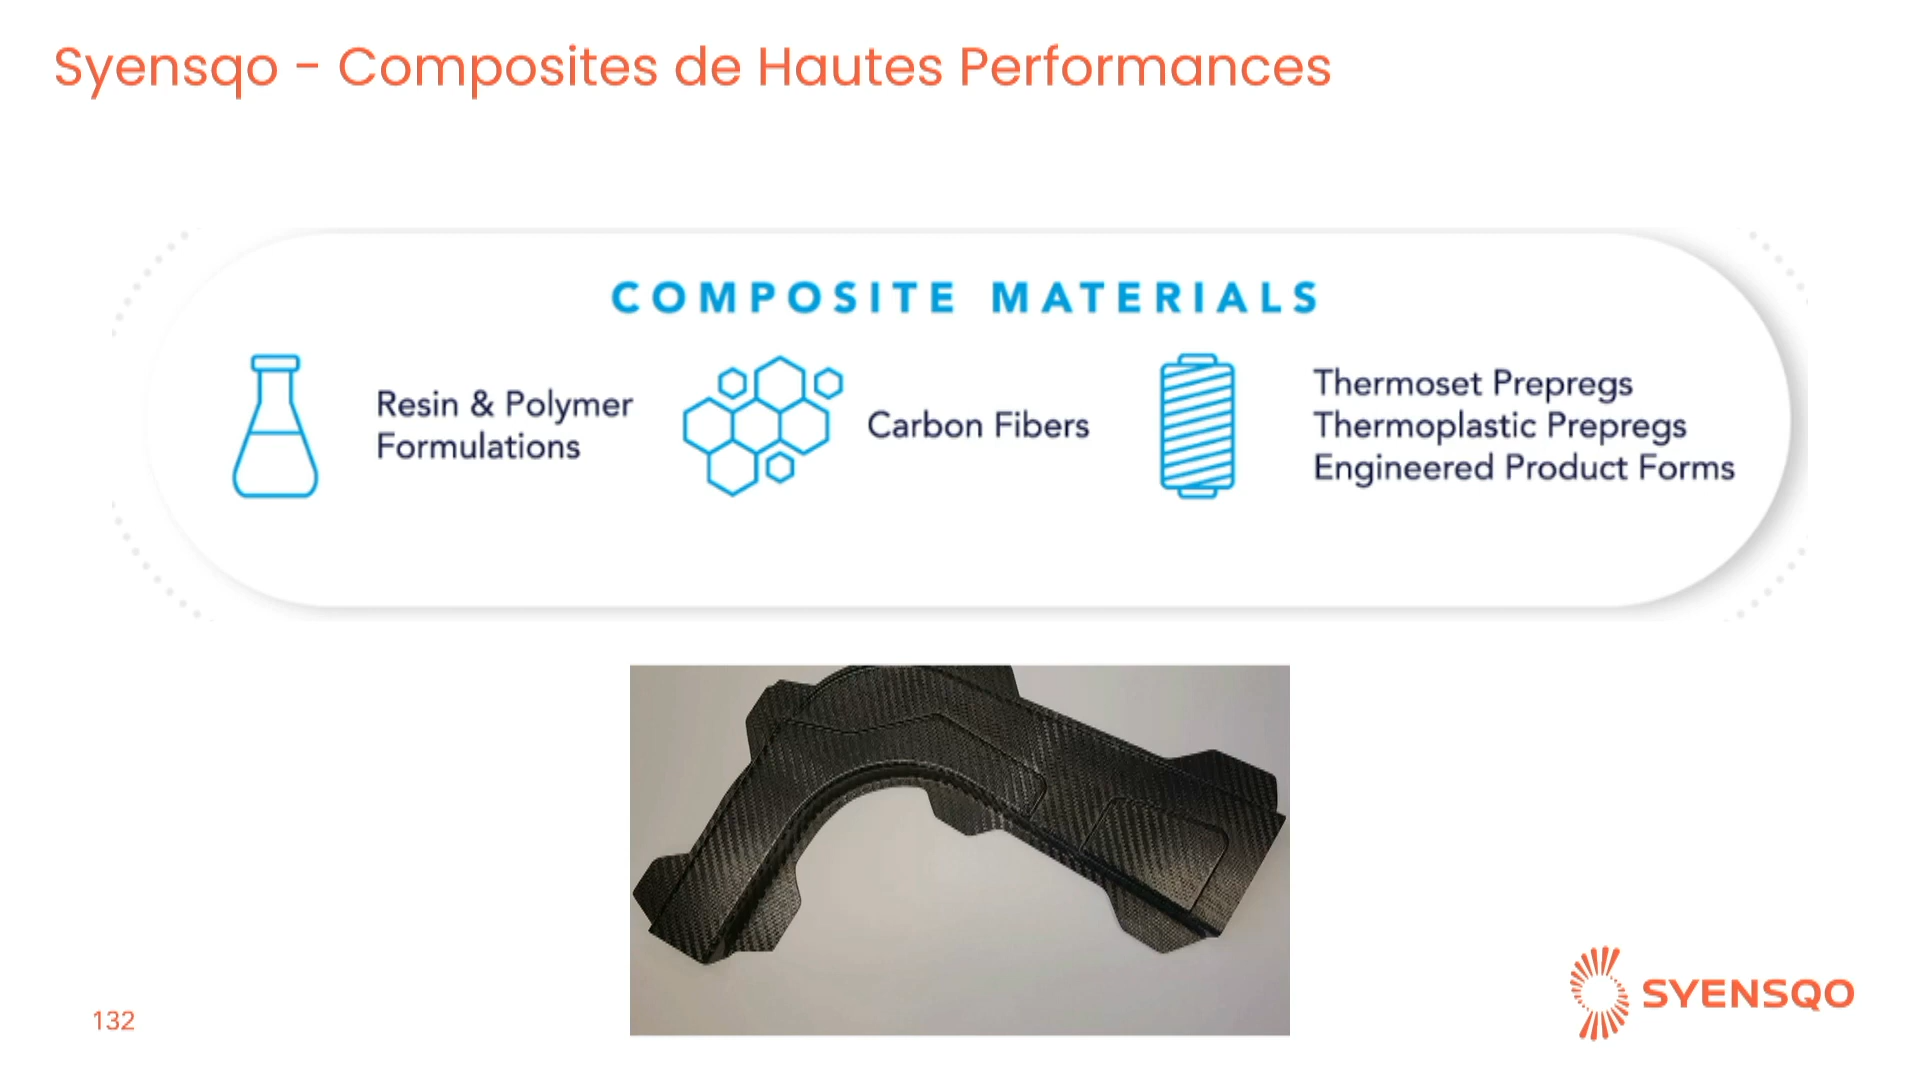 Syensqo - Composites de Hautes Performances
COMPOSITE MATERIALS
Resin & Polymer
Formulations
Carbon Fibers
Thermoset Prepregs
Thermoplastic Prepregs
Engineered Product Forms
132
SYENSQO